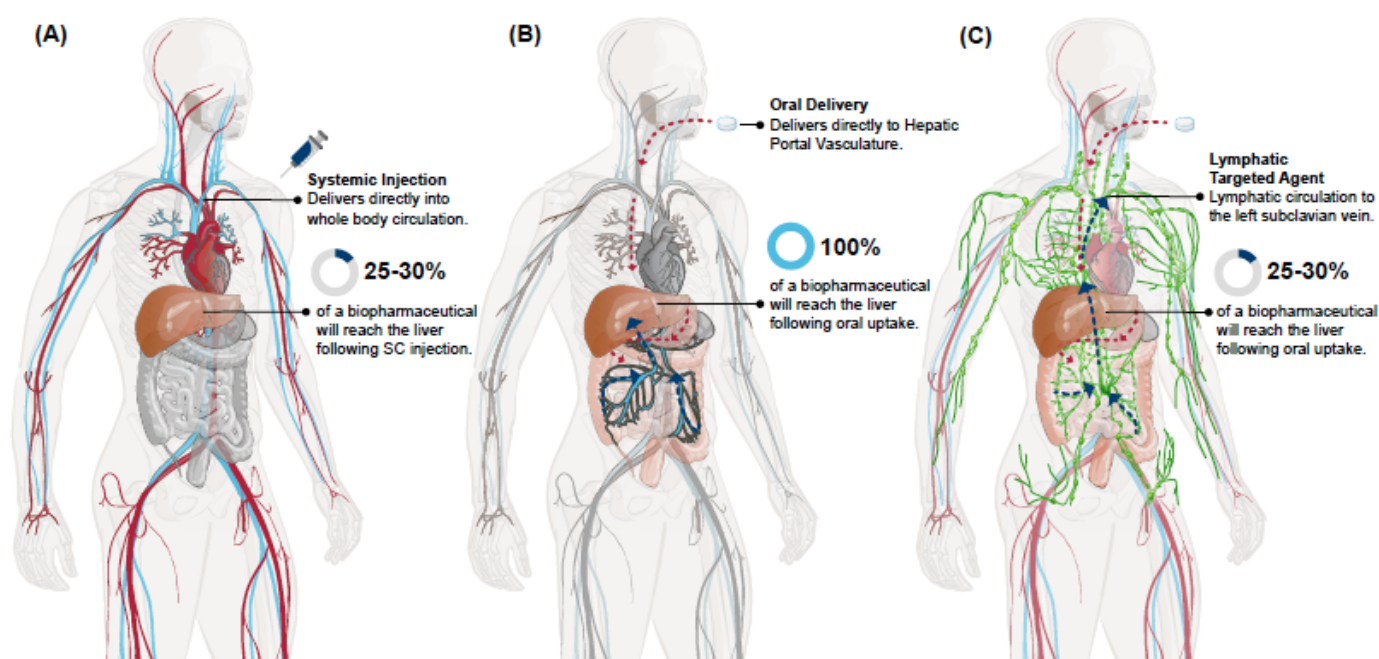 (A)
Systemic Injection
Delivers directly into
whole body circulation.
25-30%
of a biopharmaceutical
will reach the liver
following SC injection.
(B)
Oral Delivery
Delivers directly to Hepatic
Portal Vasculature.
100%
of a biopharmaceutical
will reach the liver
following oral uptake.
(C)
Lymphatic
Targeted Agent
Lymphatic circulation to
the left subclavian vein.
25-30%
of a biopharmaceutical
will reach the liver
following oral uptake.